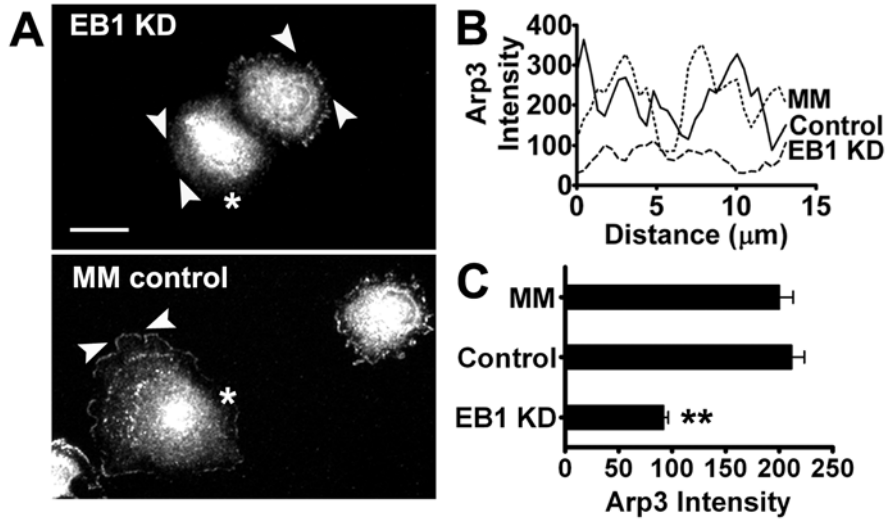 A
EB1 KD
*
MM control
*
B
Arp3
Intensity
400
300
200
100
0
MM
Control
EB1 KD
0 5 10 15
Distance (μm)
C
MM
Control
EB1 KD
**
0 50 100 150 200 250
Arp3 Intensity